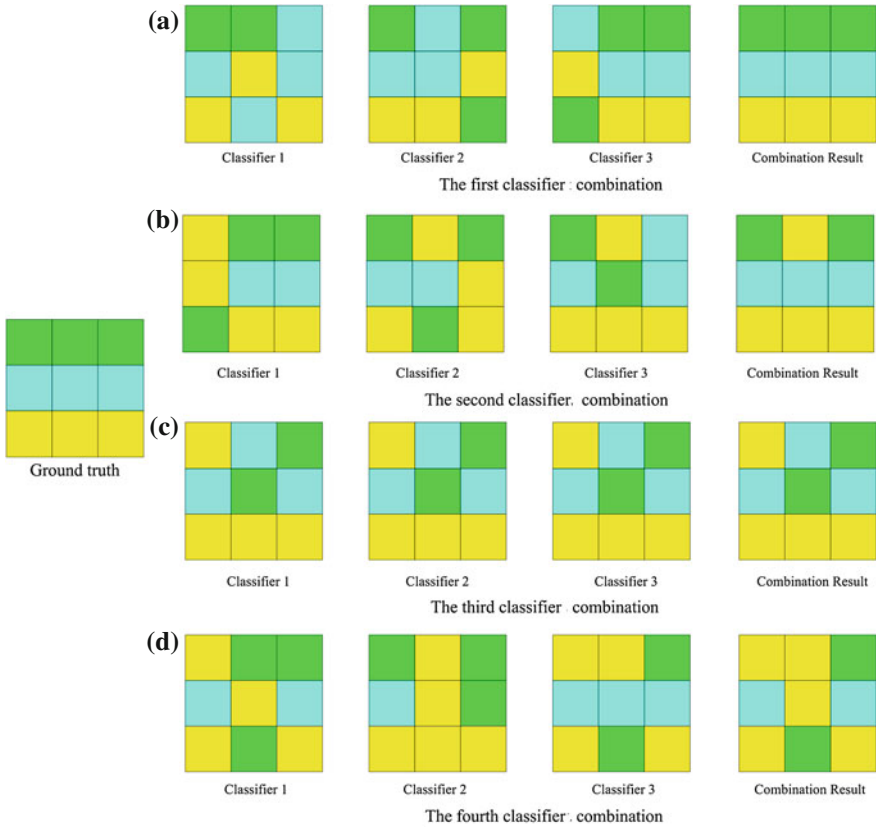 (a)
Classifier 1 Classifier 2 Classifier 3 Combination Result
The first classifier : combination
(b)
Classifier 1 Classifier 2 Classifier 3 Combination Result
The second classifier. combination
Ground truth
(c)
Classifier 1 Classifier 2 Classifier 3 Combination Result
The third classifier . combination
(d)
Classifier 1 Classifier 2 Classifier 3 Combination Result
The fourth classifier : combination